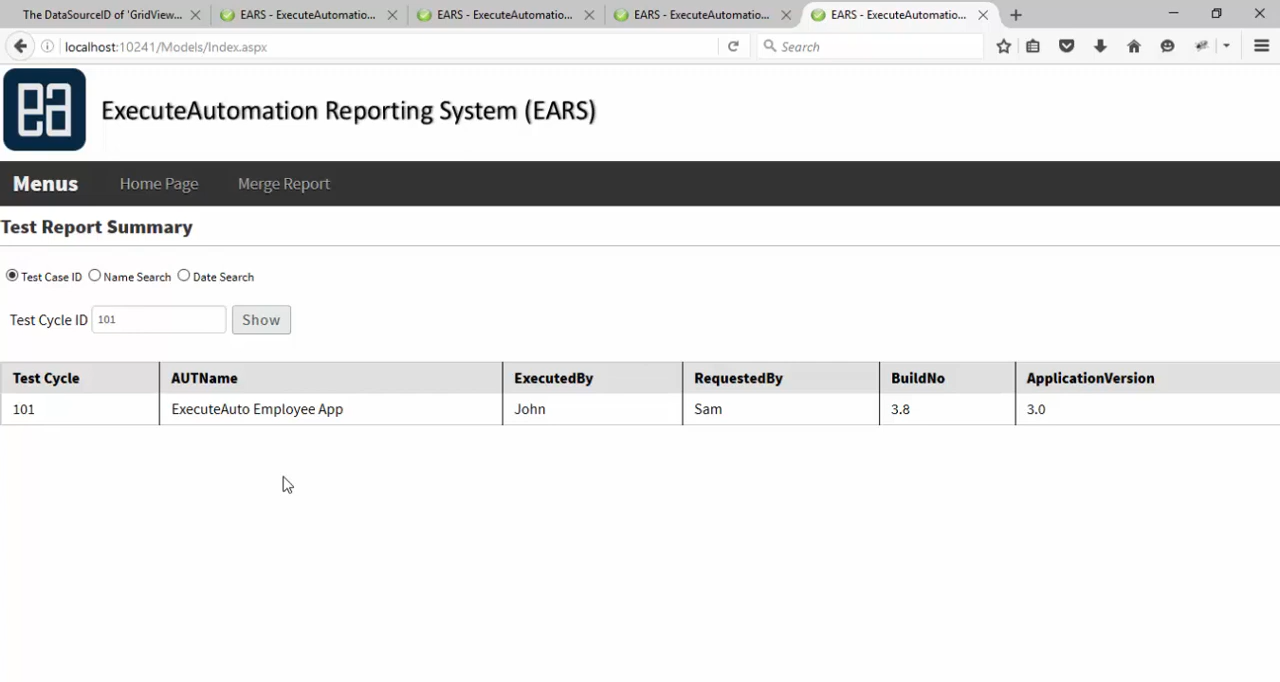 The DataSourceID of 'GridView...
EARS - ExecuteAutomatio...
EARS - ExecuteAutomatio...
EARS - ExecuteAutomatio...
EARS - ExecuteAutomatio...
localhost:10241/Models/Index.aspx
Search
ea
ExecuteAutomation Reporting System (EARS)
Menus Home Page Merge Report
Test Report Summary
Test Case ID Name Search Date Search
Test Cycle ID 101 Show
Test Cycle AUTName ExecutedBy RequestedBy BuildNo ApplicationVersion
101 ExecuteAuto Employee App John Sam 3.8 3.0